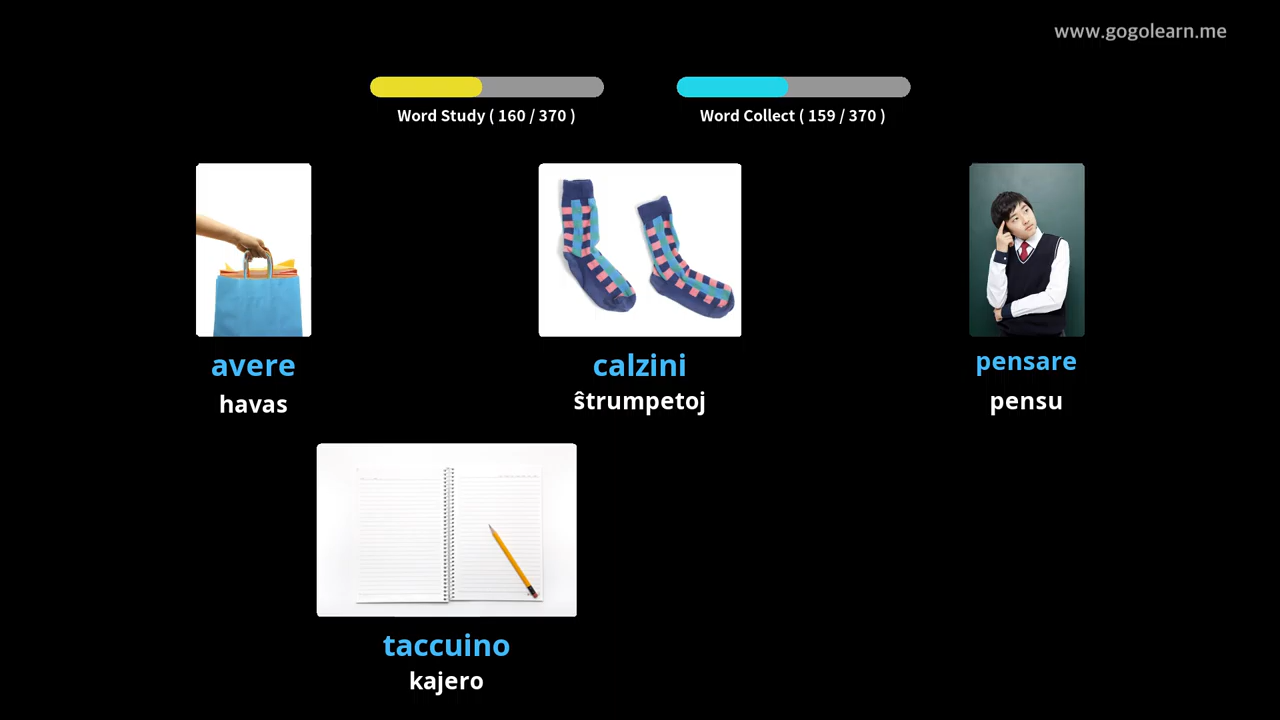 www.gogolearn.me
Word Study ( 160 / 370 )
Word Collect ( 159 / 370 )
avere
havas
calzini
ŝtrumpetoj
pensare
pensu
taccuino
kajero